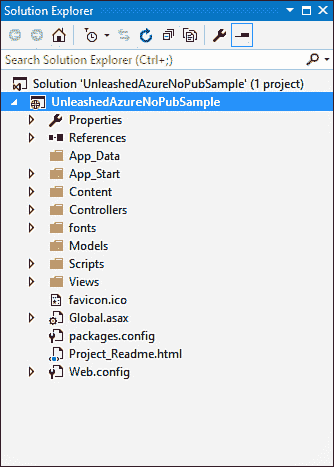 Solution Explorer
Search Solution Explorer (Ctrl+;)
Solution 'UnleashedAzureNoPubSample' (1 project)
UnleashedAzureNoPubSample
Properties
References
App_Data
App_Start
Content
Controllers
fonts
Models
Scripts
Views
favicon.ico
Global.asax
packages.config
Project_Readme.html
Web.config